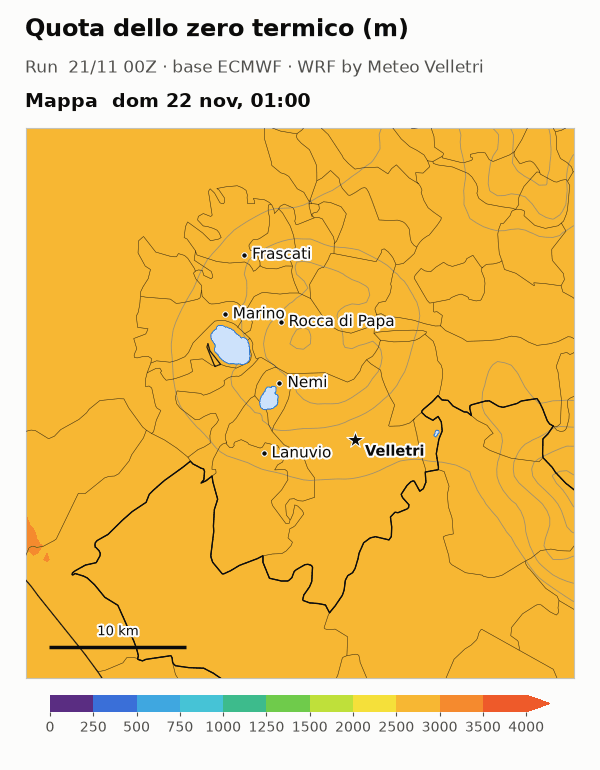 Quota dello zero termico (m)
Run  21/11 00Z · base ECMWF · WRF by Meteo Velletri
Mappa  dom 22 nov, 01:00
Frascati
Marino
Rocca di Papa
Nemi
Velletri
Lanuvio
10 km
0 250 500 750 1000 1250 1500 2000 2500 3000 3500 4000